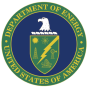 DEPARTMENT OF ENERGY
UNITED STATES OF AMERICA